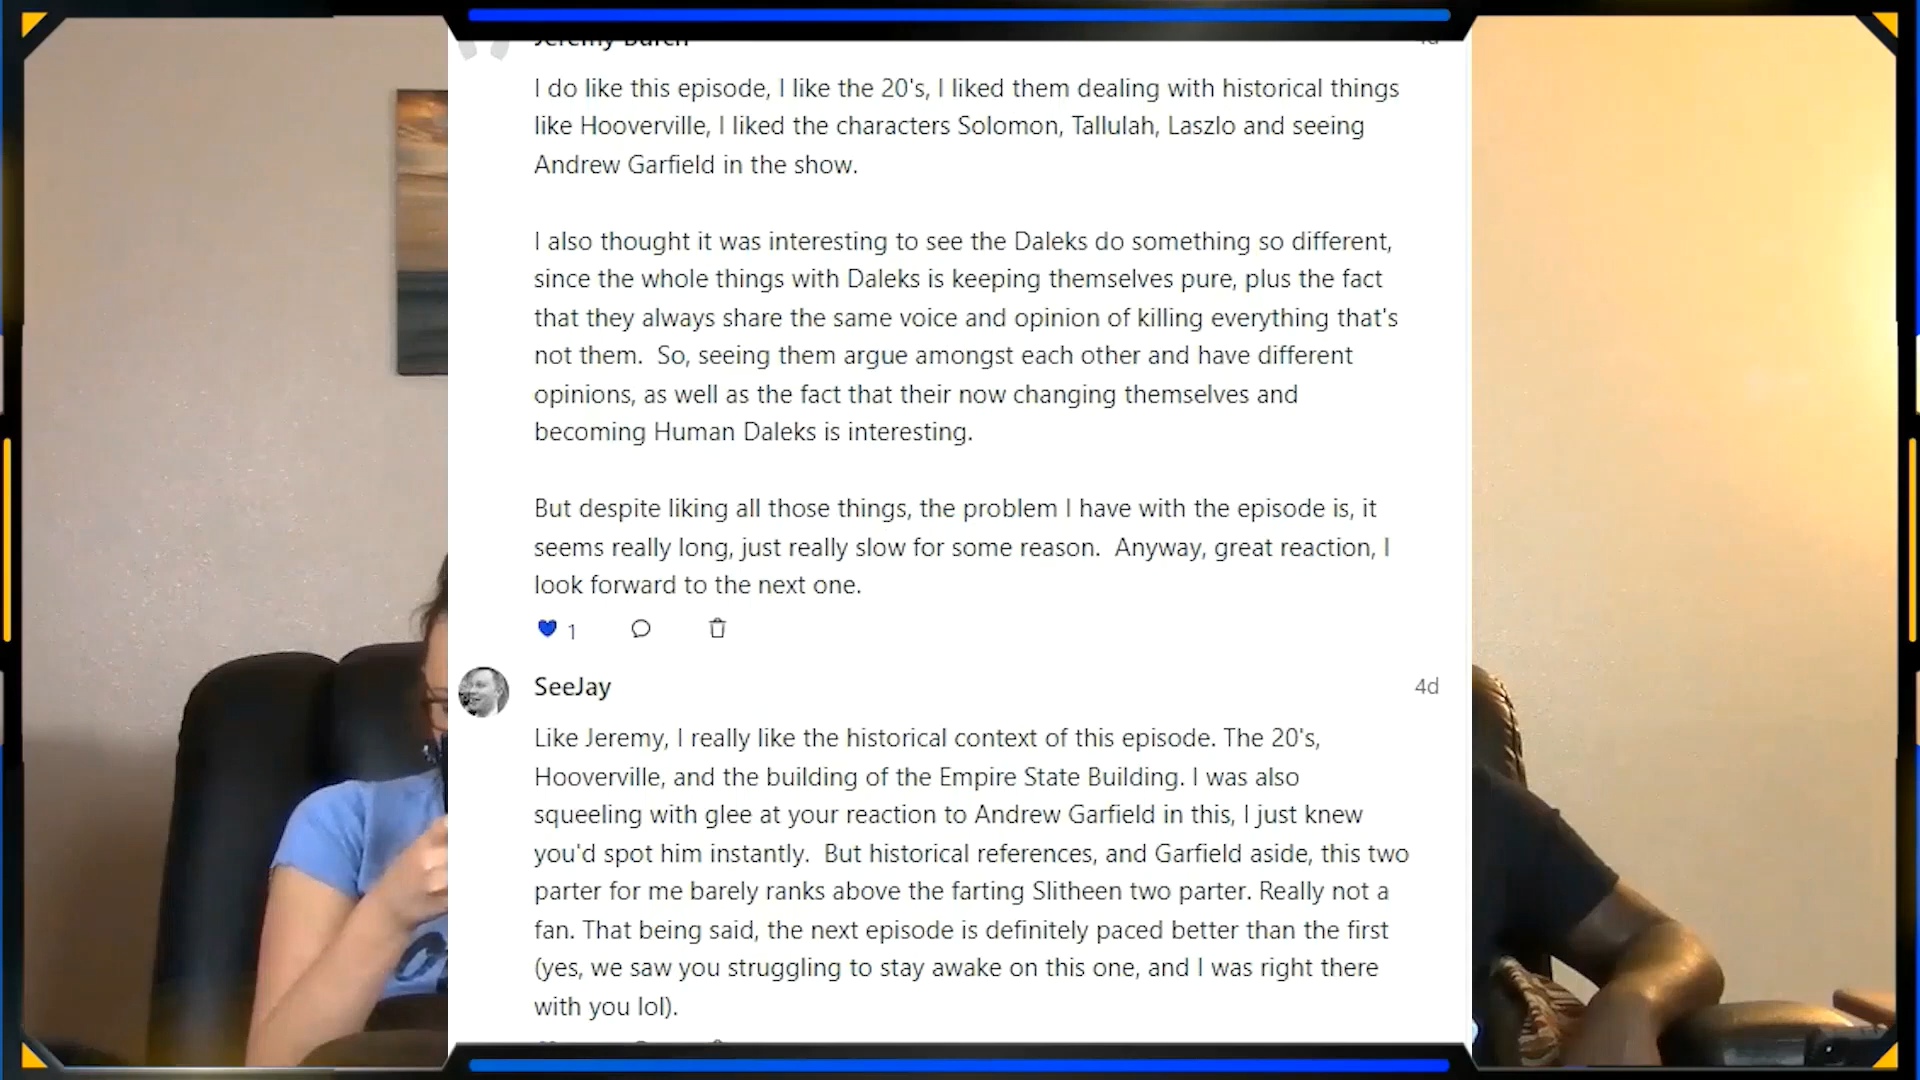 I do like this episode, I like the 20's, I liked them dealing with historical things
like Hooverville, I liked the characters Solomon, Tallulah, Laszlo and seeing
Andrew Garfield in the show.
I also thought it was interesting to see the Daleks do something so different,
since the whole things with Daleks is keeping themselves pure, plus the fact
that they always share the same voice and opinion of killing everything that's
not them.  So, seeing them argue amongst each other and have different
opinions, as well as the fact that their now changing themselves and
becoming Human Daleks is interesting.
But despite liking all those things, the problem I have with the episode is, it
seems really long, just really slow for some reason.  Anyway, great reaction, I
look forward to the next one.
1
SeeJay 4d
Like Jeremy, I really like the historical context of this episode. The 20's,
Hooverville, and the building of the Empire State Building. I was also
squeeling with glee at your reaction to Andrew Garfield in this, I just knew
you'd spot him instantly.  But historical references, and Garfield aside, this two
parter for me barely ranks above the farting Slitheen two parter. Really not a
fan. That being said, the next episode is definitely paced better than the first
(yes, we saw you struggling to stay awake on this one, and I was right there
with you lol).